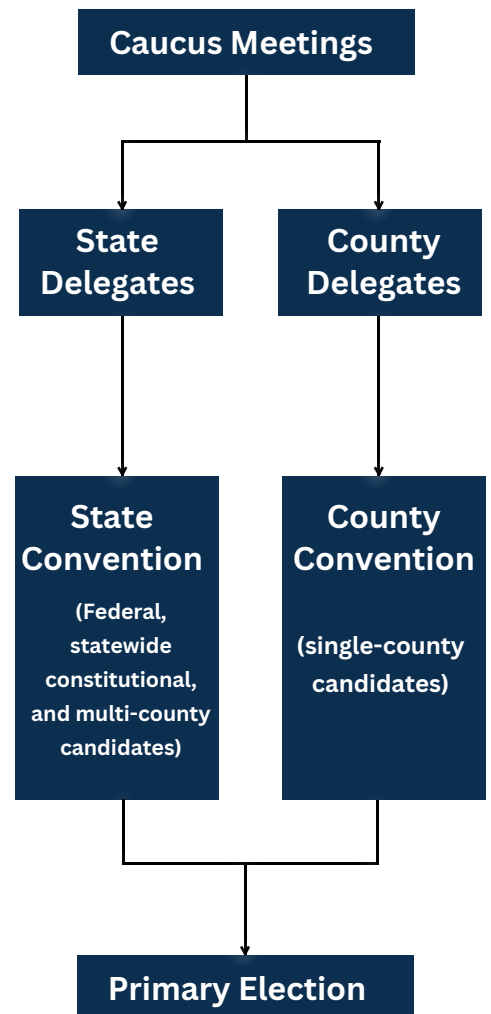 Caucus Meetings
State
Delegates
County
Delegates
State
Convention
(Federal,
statewide
constitutional,
and multi-county
candidates)
County
Convention
(single-county
candidates)
Primary Election